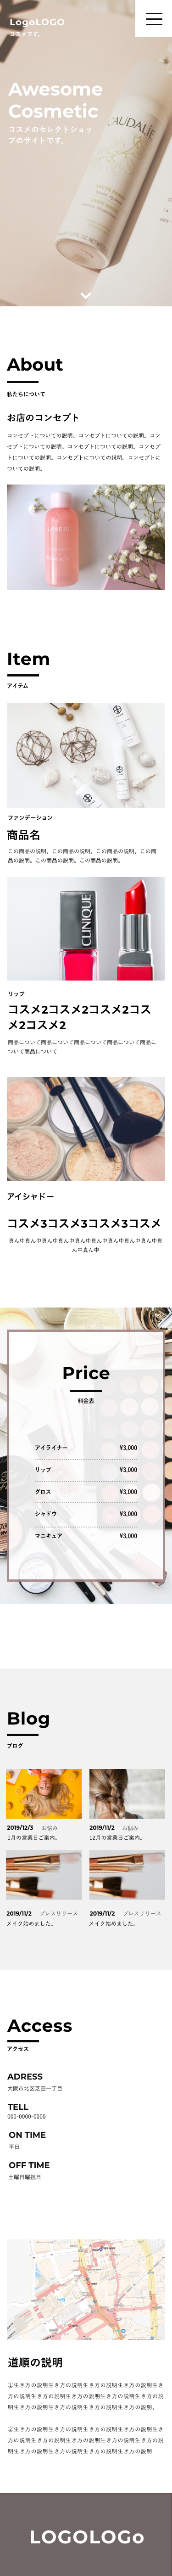 LogoLOGO
コスメです。
Awesome
Cosmetic
コスメのセレクトショッ
プのサイトです。
CAUDALIE
About
私たちについて
お店のコンセプト
コンセプトについての説明。コンセプトについての説明。コン
セプトについての説明。コンセプトについての説明。コンセプ
トについての説明。コンセプトについての説明。コンセプトに
ついての説明。
LANEIGE
Item
アイテム
ファンデーション
商品名
この商品の説明。この商品の説明。この商品の説明。この商
品の説明。この商品の説明。この商品の説明。
CLINIQUE
リップ
コスメ2コスメ2コスメ2コス
メ2コスメ2
商品について商品について商品について商品について商品に
ついて商品について
アイシャドー
コスメ3コスメ3コスメ3コスメ
真ん中真ん中真ん中真ん中真ん中真ん中真ん中真ん中真ん中真
ん中真ん中
Price
料金表
アイライナー ¥3,000
リップ ¥3,000
グロス ¥3,000
シャドウ ¥3,000
マニキュア ¥3,000
Blog
ブログ
2019/12/3 お悩み
1月の営業日ご案内。
2019/11/2 お悩み
12月の営業日ご案内。
2019/11/2 プレスリリース
メイク始めました。
2019/11/2 プレスリリース
メイク始めました。
Access
アクセス
ADRESS
大阪市北区芝田一丁目
TELL
000-0000-0000
ON TIME
平日
OFF TIME
土曜日曜祝日
道順の説明
①生き方の説明生き方の説明生き方の説明生き方の説明生き
方の説明生き方の説明生き方の説明生き方の説明生き方の説
明生き方の説明生き方の説明生き方の説明生き方の説明。
②生き方の説明生き方の説明生き方の説明生き方の説明生き
方の説明生き方の説明生き方の説明生き方の説明生き方の説
明生き方の説明生き方の説明生き方の説明生き方の説明
LOGOLOGo